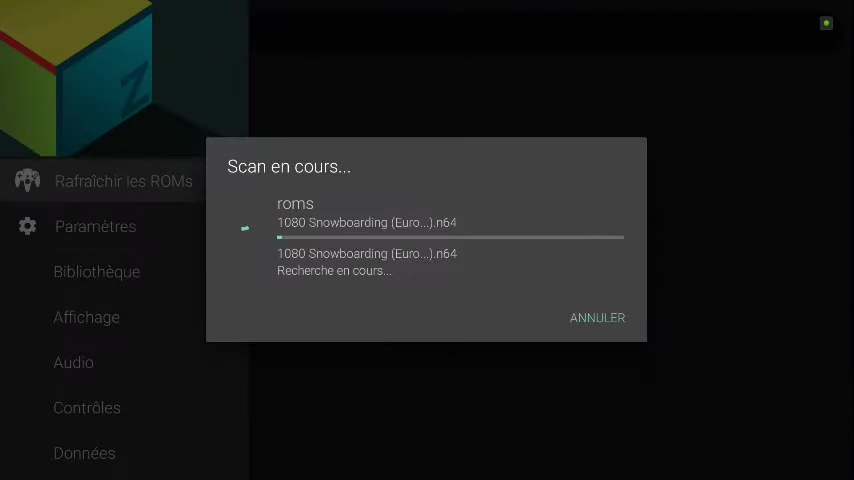 Z
Rafraîchir les ROMs
Paramètres
Bibliothèque
Affichage
Audio
Contrôles
Données
Scan en cours...
roms
1080 Snowboarding (Euro...).n64
1080 Snowboarding (Euro...).n64
Recherche en cours...
ANNULER